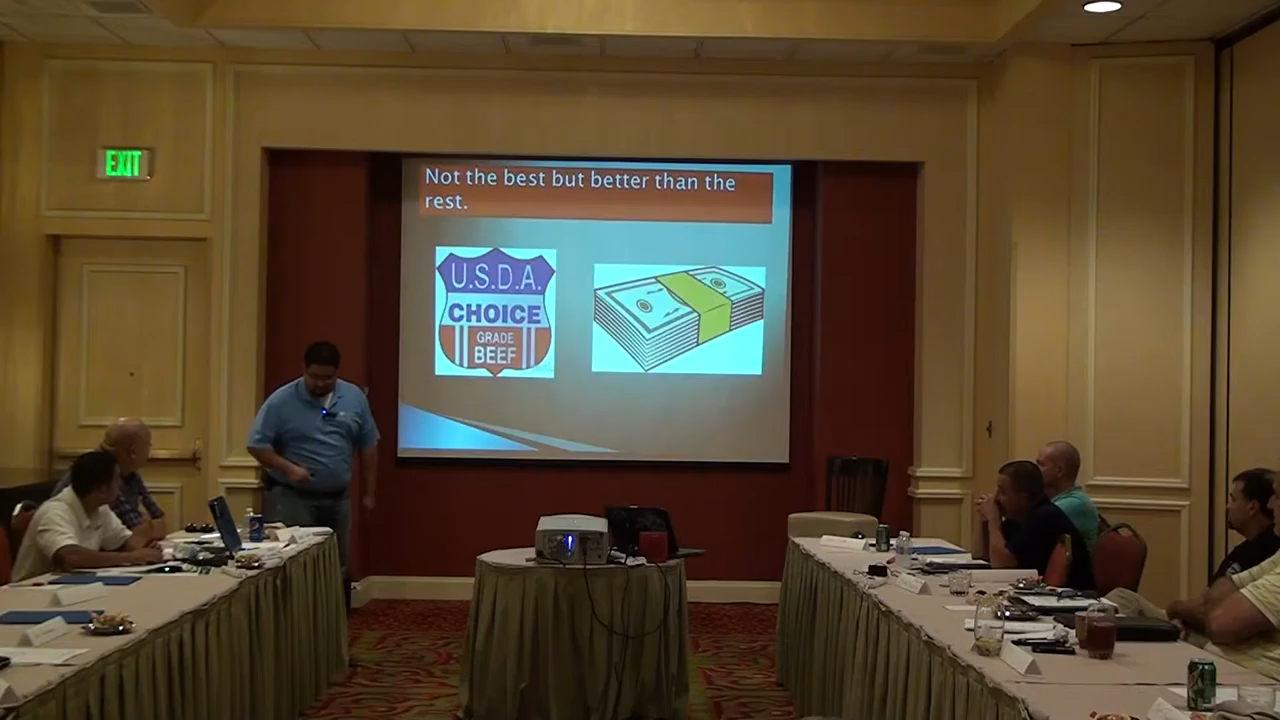 EXIT
Not the best but better than the
rest.
U.S.D.A.
CHOICE
GRADE
BEEF